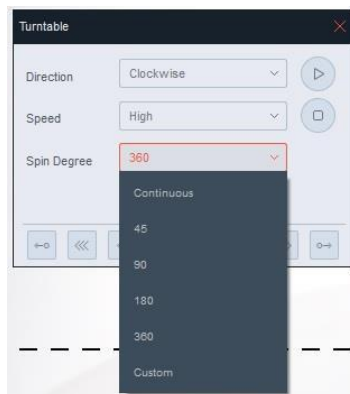 Turntable
Direction Clockwise
Speed High
Spin Degree 360
Continuous
45
90
180
360
Custom